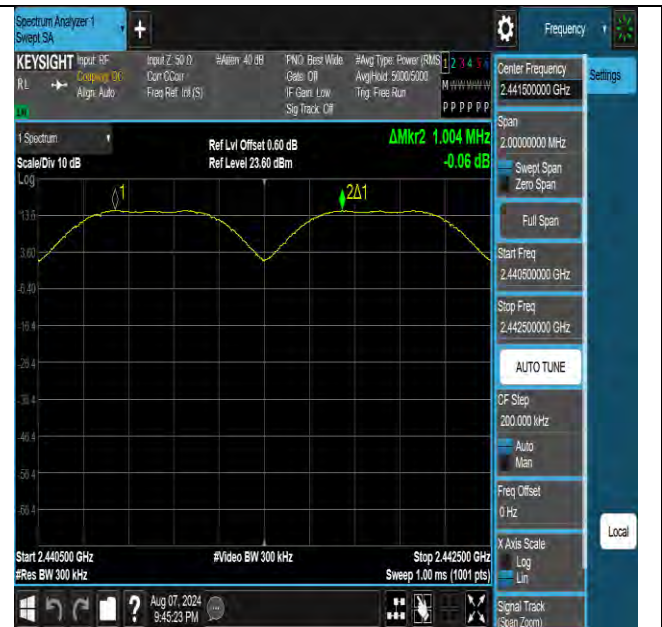 Spectrum Analyzer 1
Swept SA
+
Frequency
KEYSIGHT
RL
Input: RF
Coupling: DC
Align: Auto
Input Z: 50 Ω
Corr CCorr
Freq Ref: Int (S)
#Atten: 40 dB
PNO: Best Wide
Gate: Off
IF Gain: Low
Sig Track: Off
#Avg Type: Power (RMS
Avg|Hold: 5000/5000
Trig: Free Run
1 2 3 4 5 6
M W W W W W
P P P P P P
1 Spectrum
Scale/Div 10 dB
Log
Ref Lvl Offset 0.60 dB
Ref Level 23.60 dBm
ΔMkr2 1.004 MHz
-0.06 dB
1
2Δ1
13.6
3.60
-6.40
-16.4
-26.4
-36.4
-46.4
-56.4
-66.4
Start 2.440500 GHz
#Res BW 300 kHz
#Video BW 300 kHz
Stop 2.442500 GHz
Sweep 1.00 ms (1001 pts)
?
Aug 07, 2024
9:45:23 PM
Center Frequency
2.441500000 GHz
Settings
Span
2.00000000 MHz
Swept Span
Zero Span
Full Span
Start Freq
2.440500000 GHz
Stop Freq
2.442500000 GHz
AUTO TUNE
CF Step
200.000 kHz
Auto
Man
Freq Offset
0 Hz
X Axis Scale
Log
Lin
Local
Signal Track
(Span Zoom)